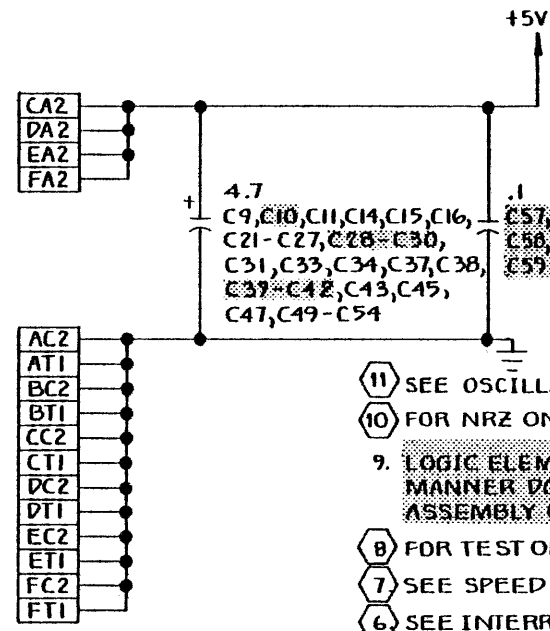 +5V
CA2
DA2
EA2
FA2
+
4.7
C9,C10,C11,C14,C15,C16,
C21-C27,C28-C30,
C31,C33,C34,C37,C38,
C39-C42,C43,C45,
C47,C49-C54
.1
C57,
C58,
C59
AC2
AT1
BC2
BT1
CC2
CT1
DC2
DT1
EC2
ET1
FC2
FT1
11 SEE OSCILL
10 FOR NRZ ON
9. LOGIC ELEM
MANNER DO
ASSEMBLY
8 FOR TEST O
7 SEE SPEED
6 SEE INTERR